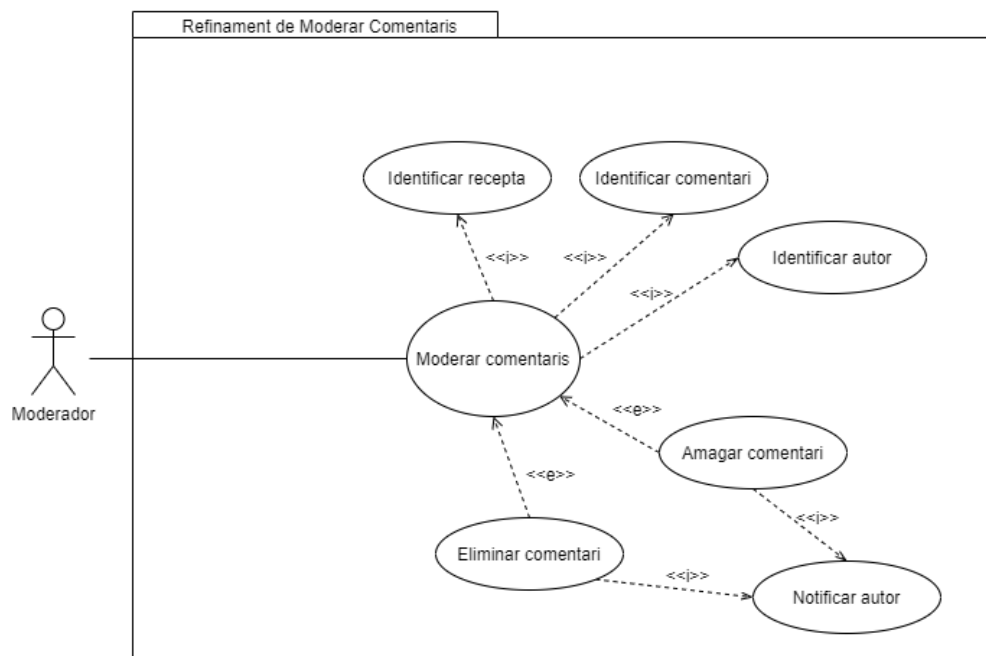 Refinament de Moderar Comentaris
Identificar recepta
Identificar comentari
Identificar autor
<<i>>
<<i>>
<<i>>
Moderar comentaris
Moderador
<<e>>
Amagar comentari
<<e>>
<<i>>
Eliminar comentari
<<i>>
Notificar autor